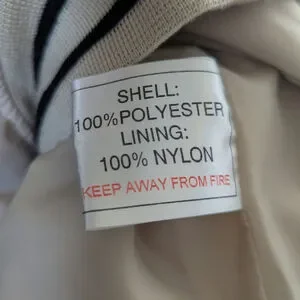 SHELL:
100%POLYESTER
LINING:
100% NYLON
KEEP AWAY FROM FIRE